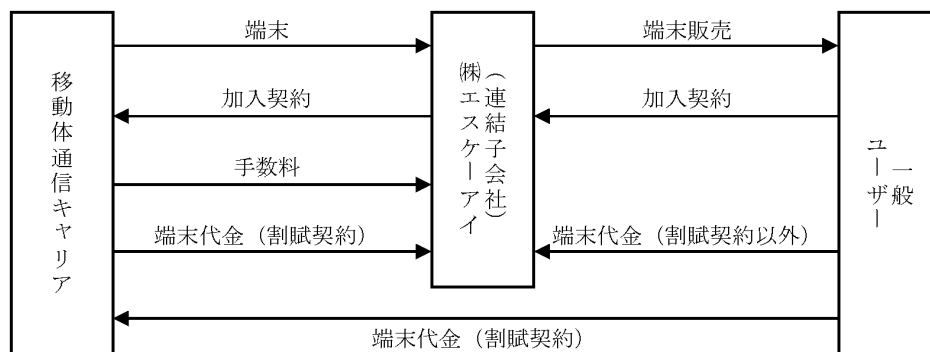 移動体通信キャリア
端末
加入契約
手数料
端末代金（割賦契約）
㈱エスケーアイ
（連結子会社）
端末販売
加入契約
端末代金（割賦契約以外）
一般
ユーザー
端末代金（割賦契約）